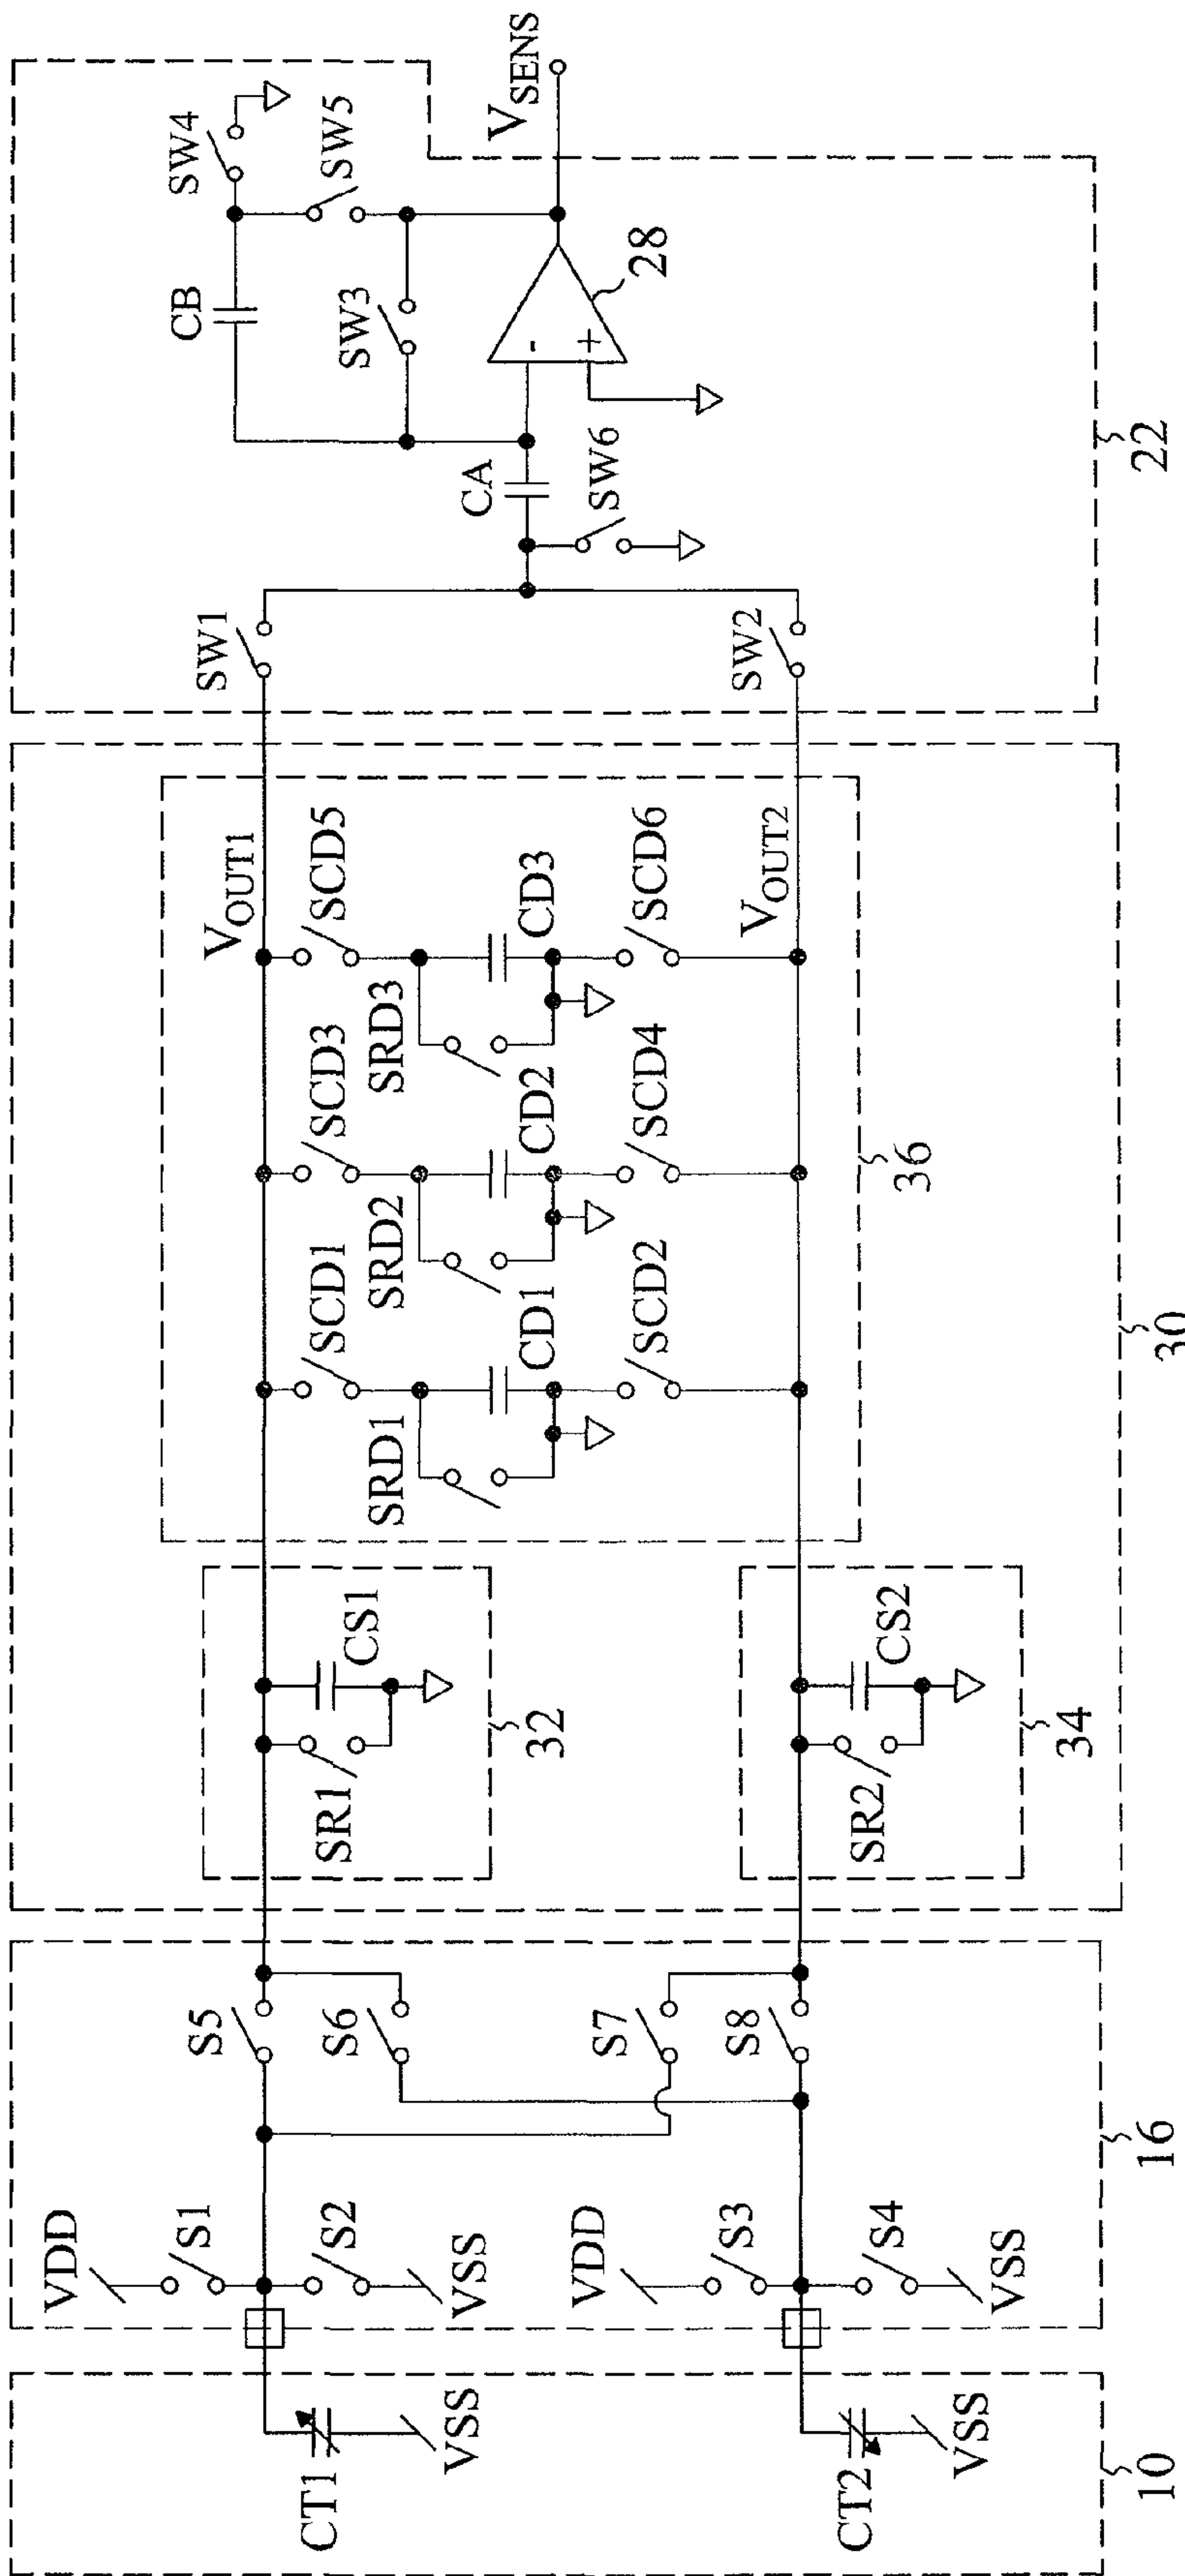 CT1
VSS
CT2
VSS
10
VDD
S1
S2
VSS
VDD
S3
S4
VSS
S5
S6
S7
S8
16
SR1
CS1
32
SR2
CS2
34
SRD1
SCD1
CD1
SCD2
SRD2
SCD3
CD2
SCD4
SRD3
SCD5
CD3
SCD6
VOUT1
VOUT2
36
30
SW1
SW2
CA
SW6
CB
SW3
SW4
SW5
-
+
28
VSENS
22